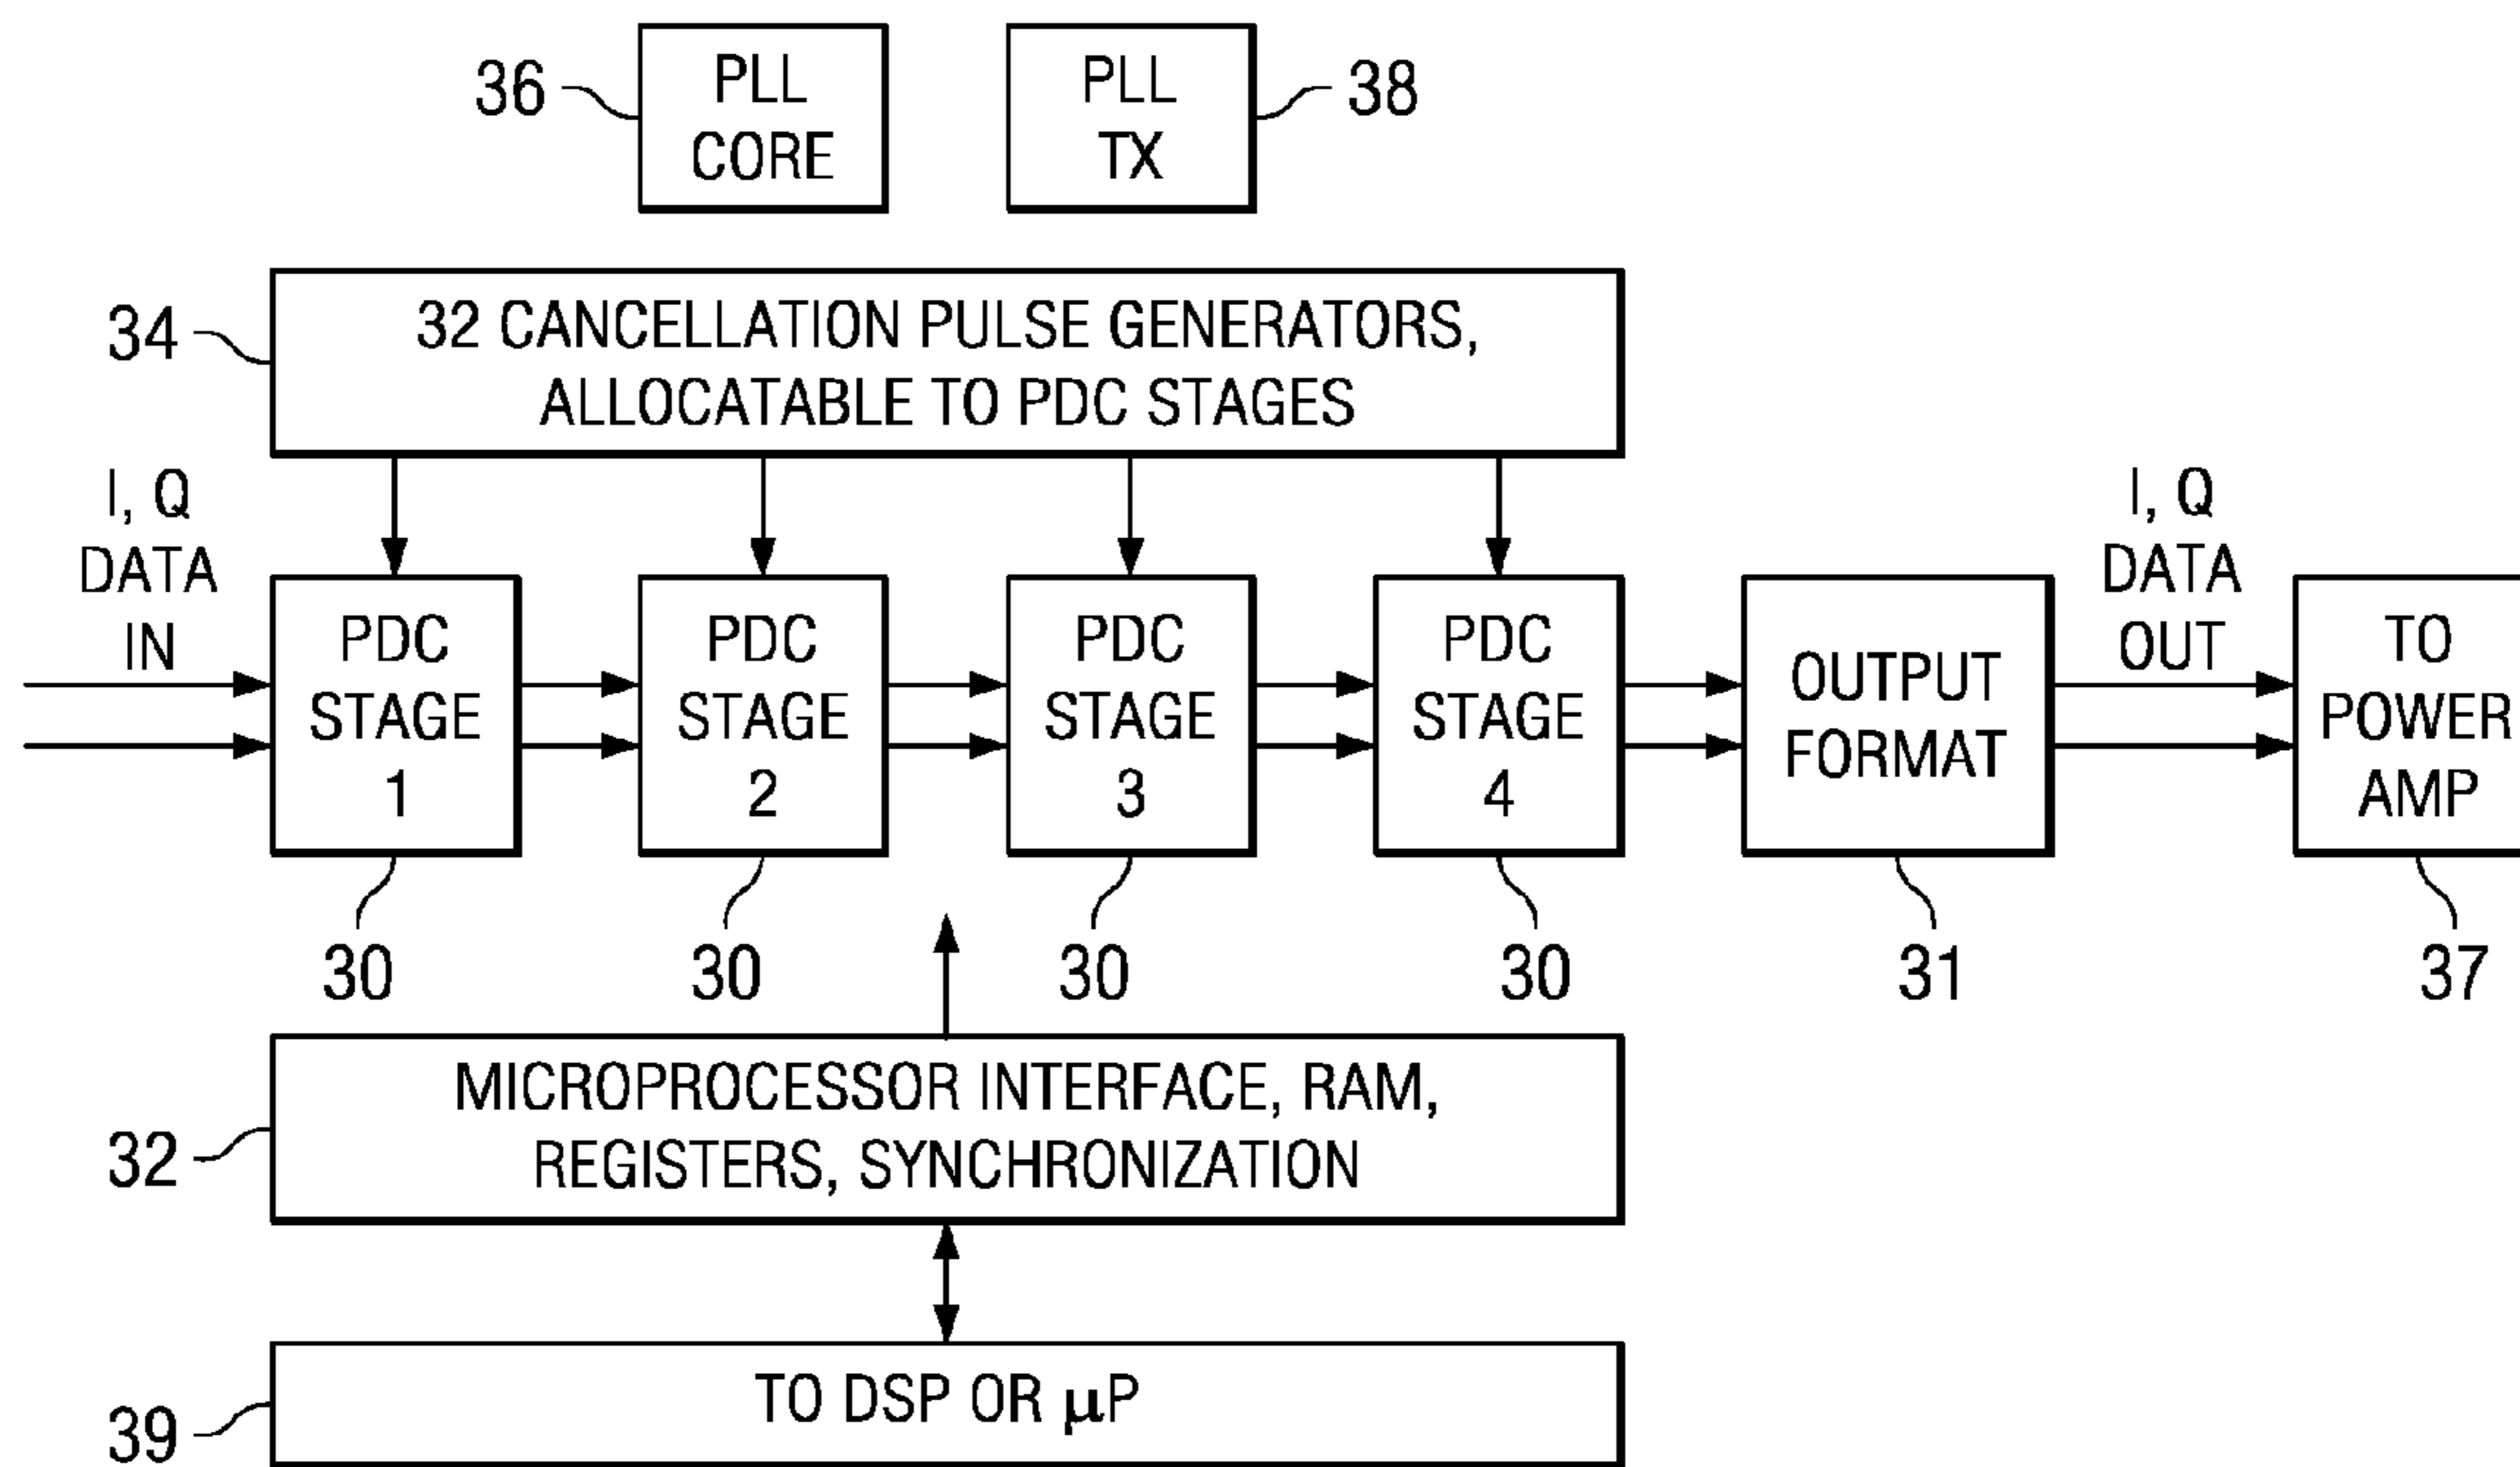 36
PLL
CORE
PLL
TX
38
34
32 CANCELLATION PULSE GENERATORS,
ALLOCATABLE TO PDC STAGES
I, Q
DATA
IN
PDC
STAGE
1
PDC
STAGE
2
PDC
STAGE
3
PDC
STAGE
4
OUTPUT
FORMAT
I, Q
DATA
OUT
TO
POWER
AMP
30
30
30
30
31
37
32
MICROPROCESSOR INTERFACE, RAM,
REGISTERS, SYNCHRONIZATION
39
TO DSP OR µP